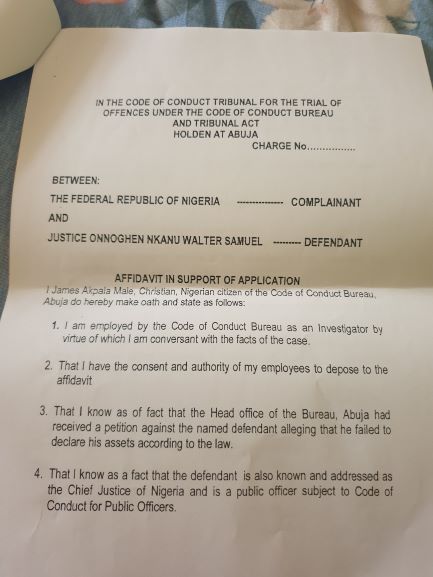 IN THE CODE OF CONDUCT TRIBUNAL FOR THE TRIAL OF
OFFENCES UNDER THE CODE OF CONDUCT BUREAU
AND TRIBUNAL ACT
HOLDEN AT ABUJA
CHARGE No................
BETWEEN:
THE FEDERAL REPUBLIC OF NIGERIA --------------- COMPLAINANT
AND
JUSTICE ONNOGHEN NKANU WALTER SAMUEL --------- DEFENDANT
AFFIDAVIT IN SUPPORT OF APPLICATION
I James Akpala Male, Christian, Nigerian citizen of the Code of Conduct Bureau,
Abuja do hereby make oath and state as follows:
1. I am employed by the Code of Conduct Bureau as an Investigator by
virtue of which I am conversant with the facts of the case.
2. That I have the consent and authority of my employees to depose to the
affidavit
3. That I know as of fact that the Head office of the Bureau, Abuja had
received a petition against the named defendant alleging that he failed to
declare his assets according to the law.
4. That I know as a fact that the defendant is also known and addressed as
the Chief Justice of Nigeria and is a public officer subject to Code of
Conduct for Public Officers.